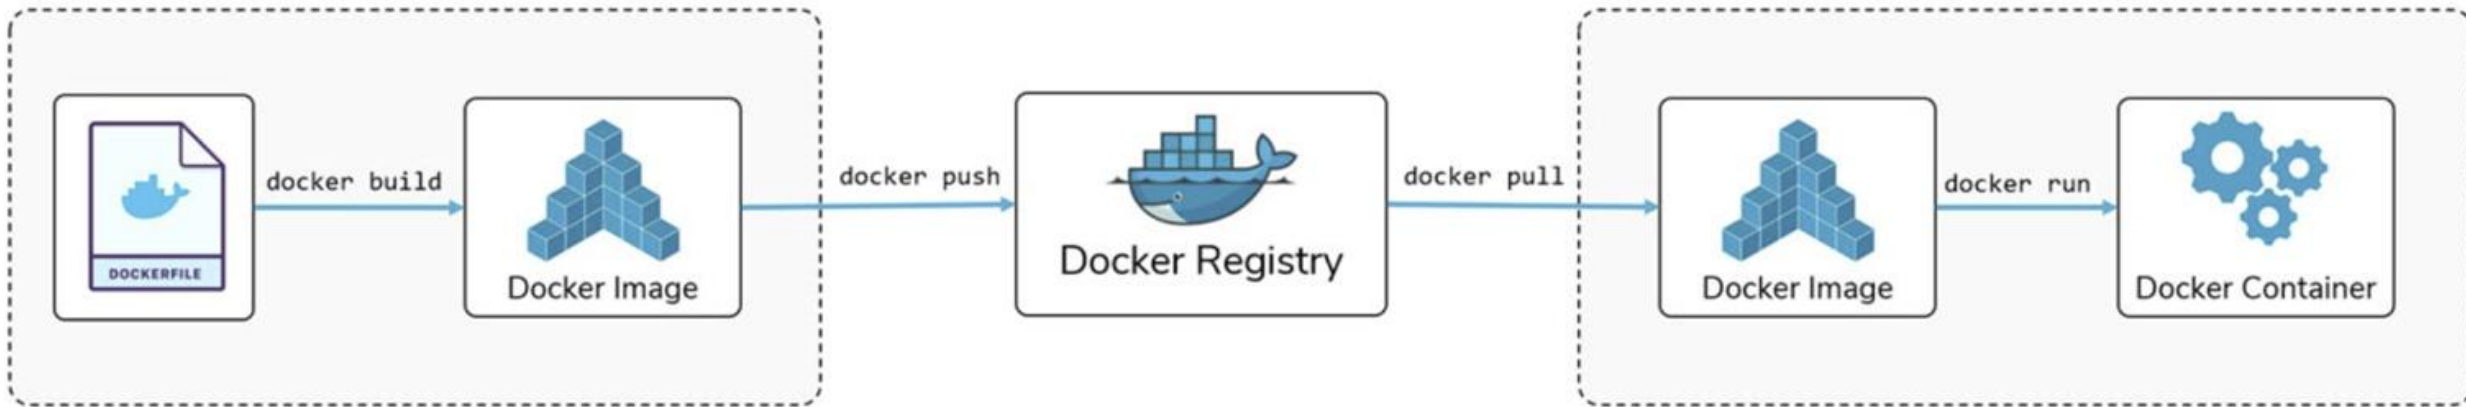 DOCKERFILE
docker build
Docker Image
docker push
Docker Registry
docker pull
Docker Image
docker run
Docker Container